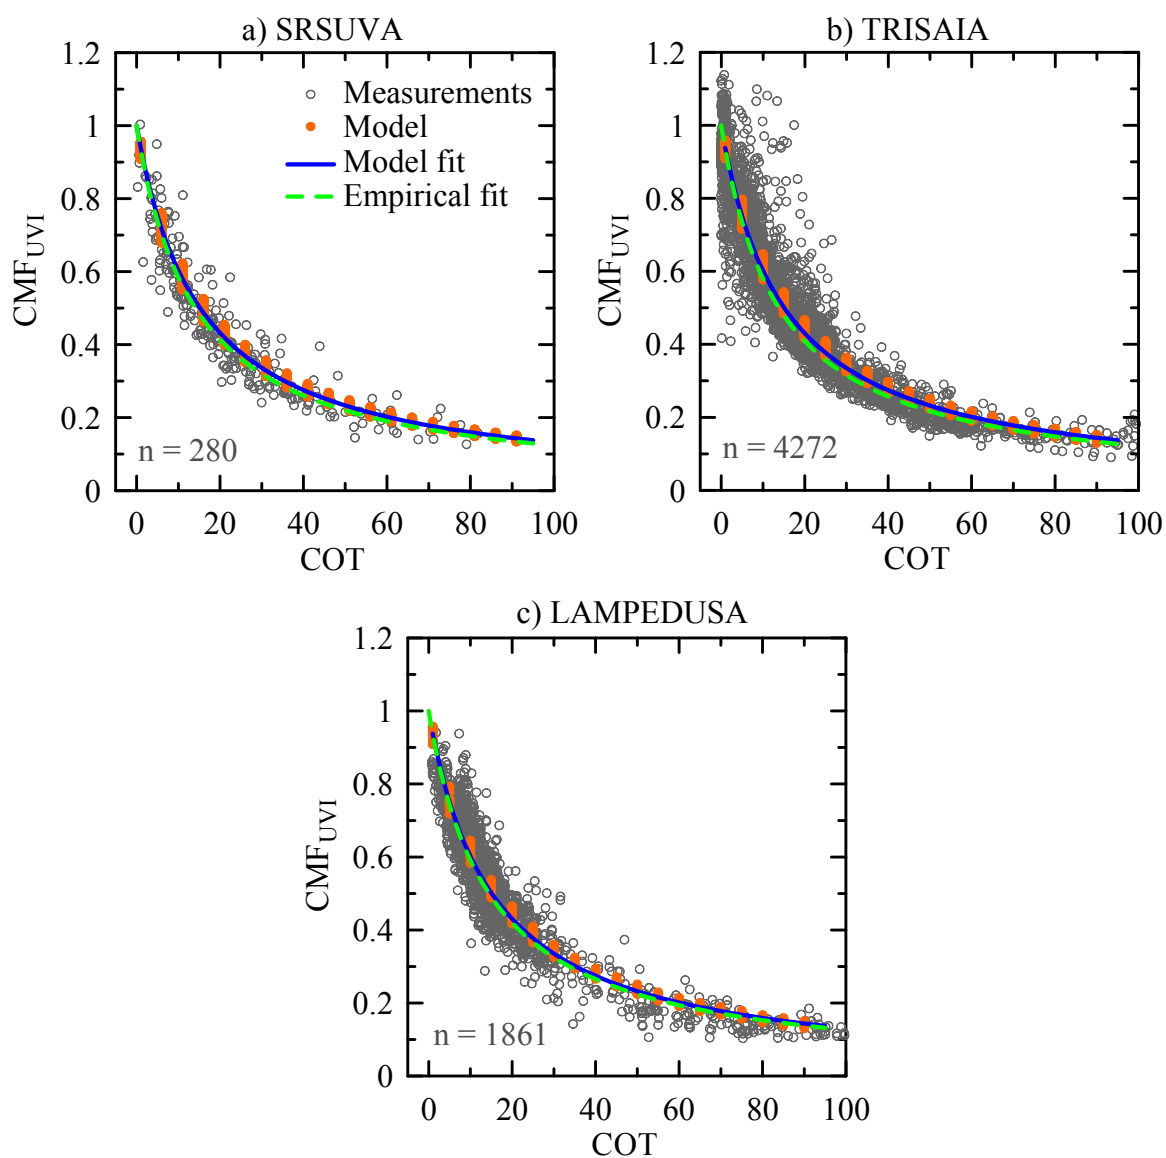 a) SRSUVA
1.2
1
0.8
0.6
0.4
0.2
0
CMFUVI
Measurements
Model
Model fit
Empirical fit
n = 280
0 20 40 60 80 100
COT
b) TRISAIA
1.2
1
0.8
0.6
0.4
0.2
0
CMFUVI
n = 4272
0 20 40 60 80 100
COT
c) LAMPEDUSA
1.2
1
0.8
0.6
0.4
0.2
0
CMFUVI
n = 1861
0 20 40 60 80 100
COT